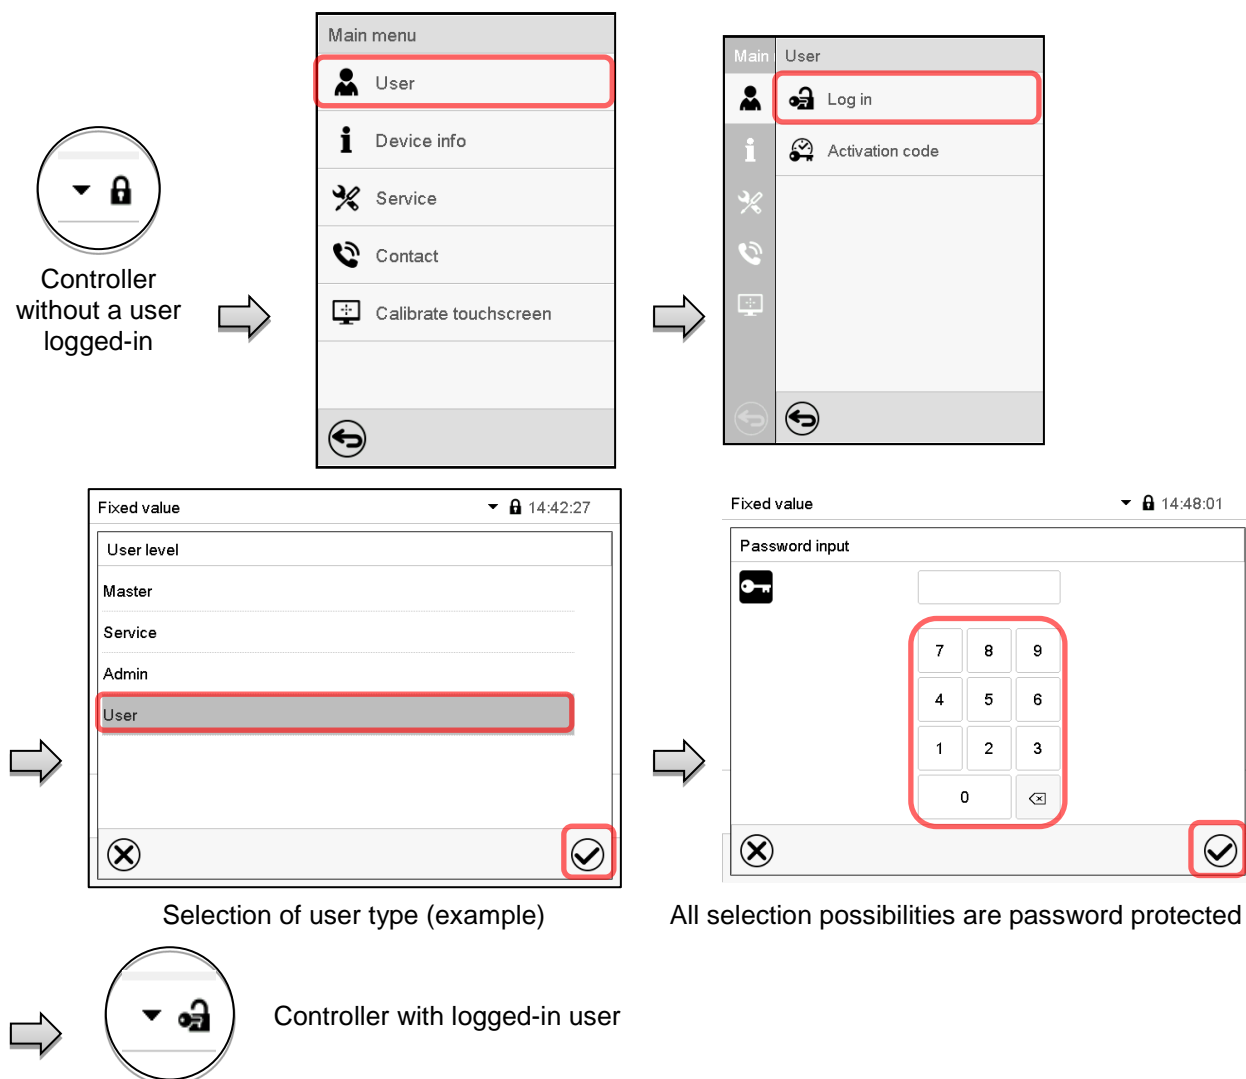 Main menu
User
Device info
Service
Contact
Calibrate touchscreen
Controller
without a user
logged-in
Main
User
Log in
Activation code
Fixed value 14:42:27
User level
Master
Service
Admin
User
Selection of user type (example)
Fixed value 14:48:01
Password input
7 8 9
4 5 6
1 2 3
0
All selection possibilities are password protected
Controller with logged-in user